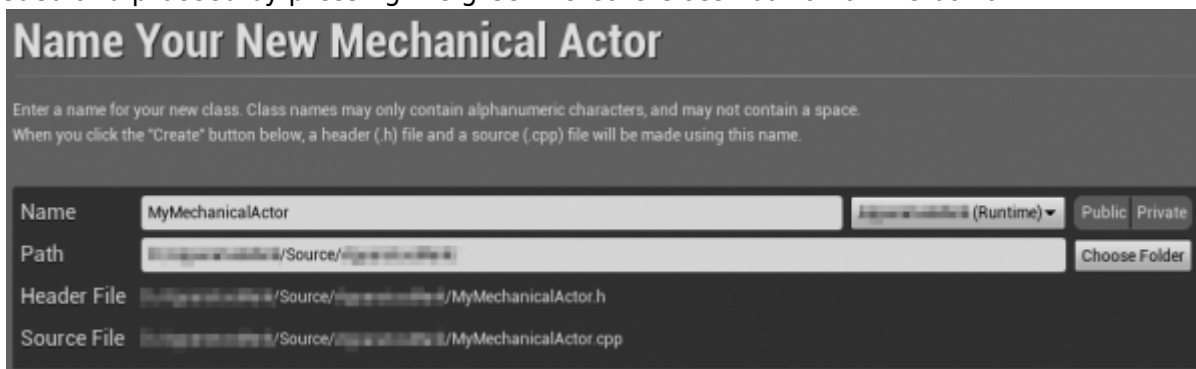 Name Your New Mechanical Actor
Enter a name for your new class. Class names may only contain alphanumeric characters, and may not contain a space.
When you click the "Create" button below, a header (.h) file and a source (.cpp) file will be made using this name.
Name MyMechanicalActor (Runtime) Public Private
Path /Source/ Choose Folder
Header File /Source/ /MyMechanicalActor.h
Source File /Source/ /MyMechanicalActor.cpp